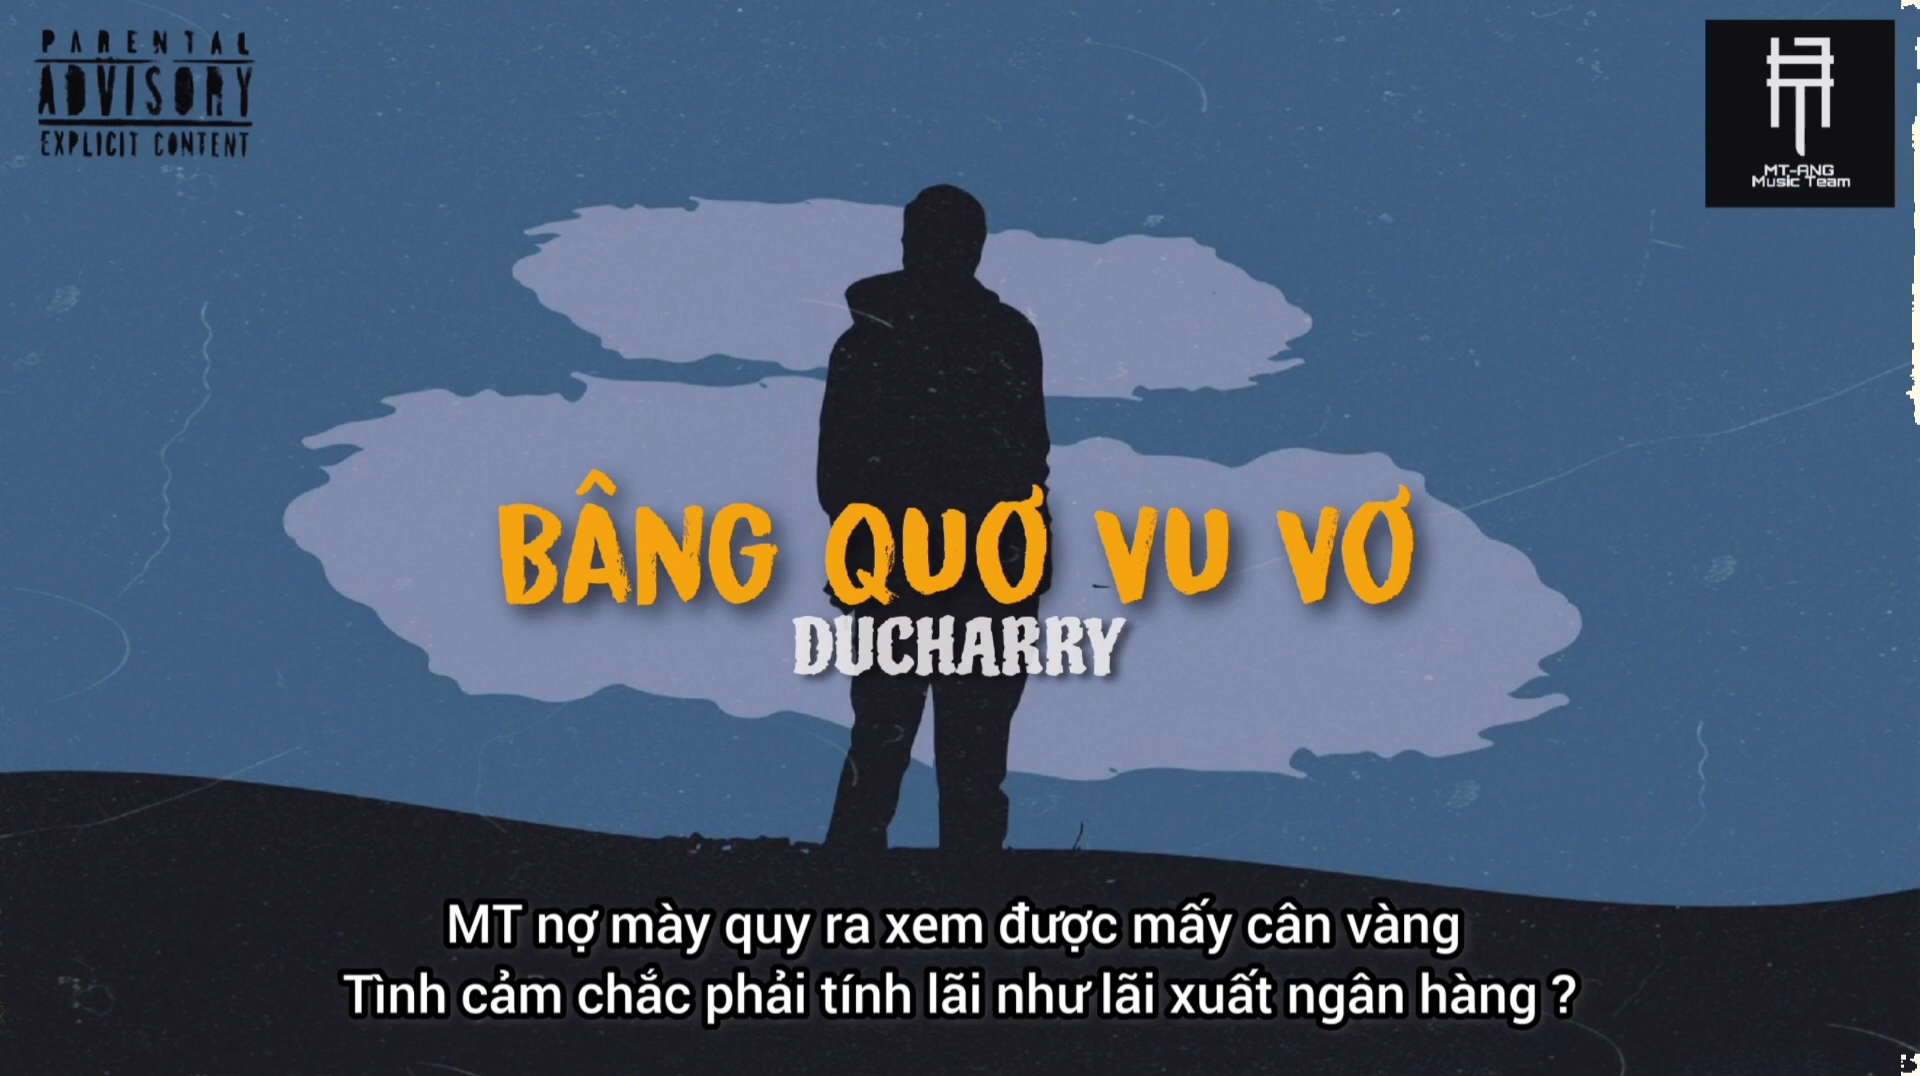 PARENTAL
ADVISORY
EXPLICIT CONTENT
MT-ANG
Music Team
BÂNG QUƠ VU VƠ
DUCHARRY
MT nợ mày quy ra xem được mấy cân vàng
Tình cảm chắc phải tính lãi như lãi xuất ngân hàng ?